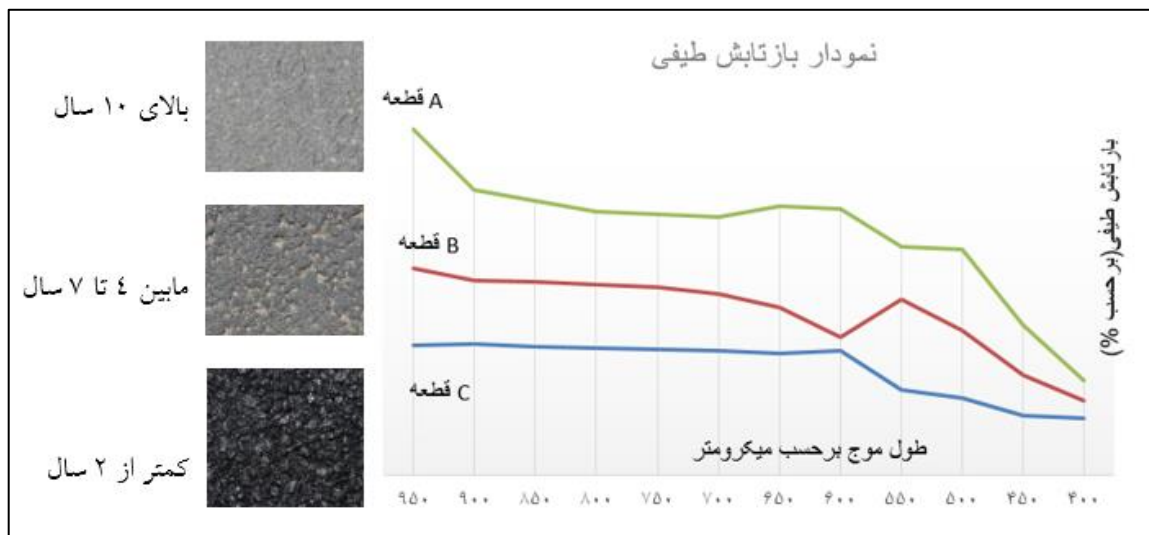 نمودار بازتابش طیفی
بالای ۱۰ سال
مابین ٤ تا ۷ سال
کمتر از ۲ سال
قطعه A
قطعه B
قطعه C
بازتابش طیفی(برحسب %)
طول موج برحسب میکرومتر
۹۵۰ ۹۰۰ ۸۵۰ ۸۰۰ ۷۵۰ ۷۰۰ ۶۵۰ ۶۰۰ ۵۵۰ ۵۰۰ ۴۵۰ ۴۰۰